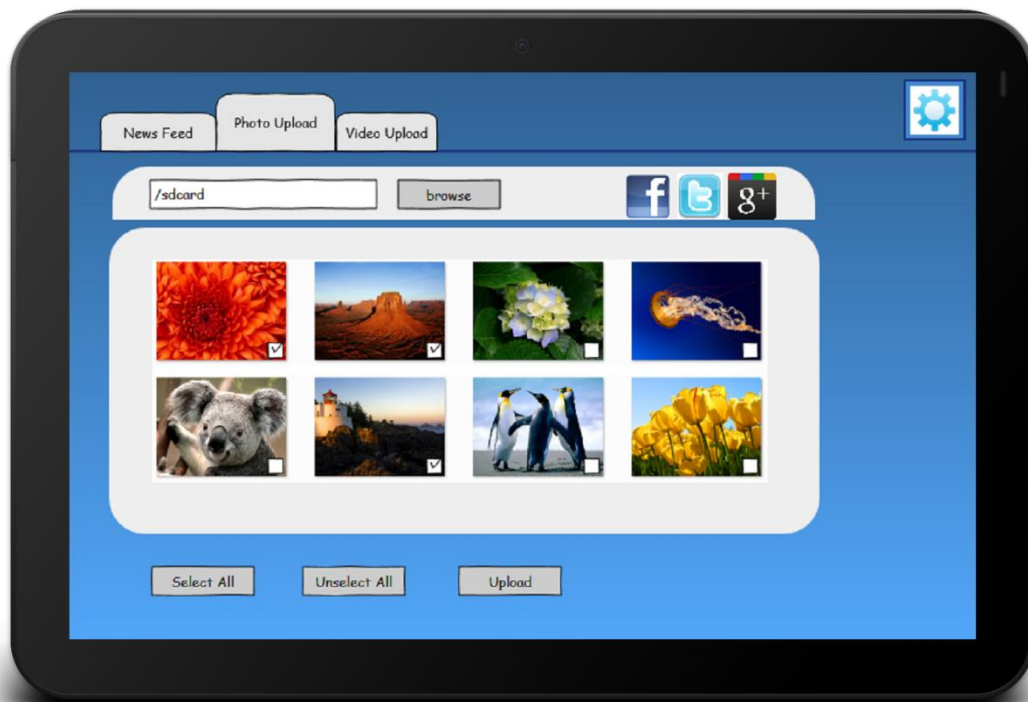 News Feed
Photo Upload
Video Upload
/sdcard
browse
f
t
g+
Select All
Unselect All
Upload